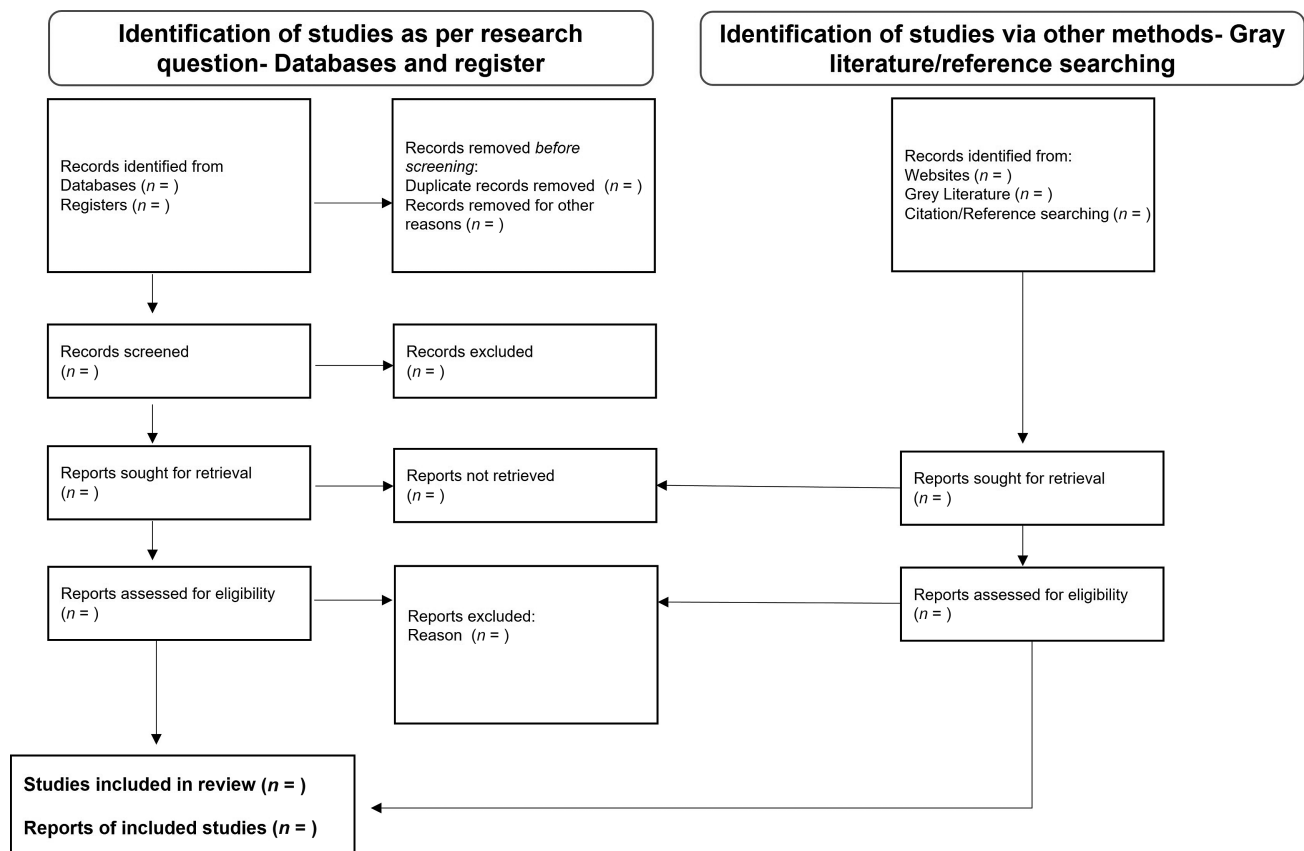 Identification of studies as per research
question- Databases and register
Identification of studies via other methods- Gray
literature/reference searching
Records identified from
Databases (n = )
Registers (n = )
Records removed before
screening:
Duplicate records removed (n = )
Records removed for other
reasons (n = )
Records identified from:
Websites (n = )
Grey Literature (n = )
Citation/Reference searching (n = )
Records screened
(n = )
Records excluded
(n = )
Reports sought for retrieval
(n = )
Reports not retrieved
(n = )
Reports sought for retrieval
(n = )
Reports assessed for eligibility
(n = )
Reports excluded:
Reason (n = )
Reports assessed for eligibility
(n = )
Studies included in review (n = )
Reports of included studies (n = )